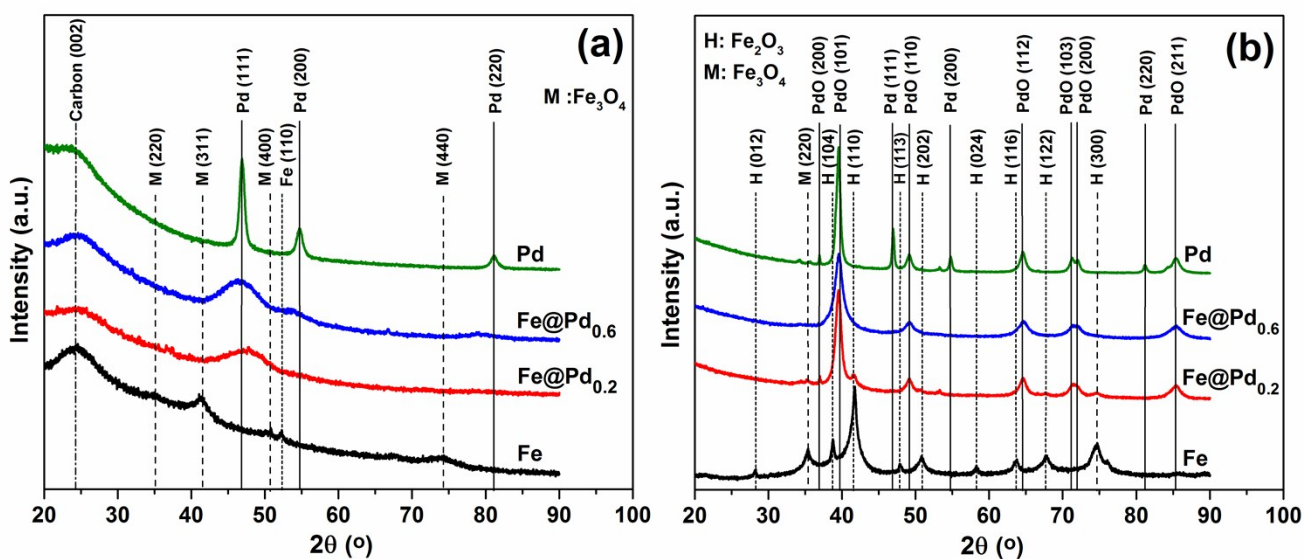 (a)
M :Fe3O4
Carbon (002)
M (220)
M (311)
Pd (111)
M (400)
Fe (110)
Pd (200)
M (440)
Pd (220)
Pd
Fe@Pd0.6
Fe@Pd0.2
Fe
Intensity (a.u.)
20 30 40 50 60 70 80 90 100
2θ (o)
(b)
H: Fe2O3
M: Fe3O4
H (012)
M (220)
PdO (200)
H (104)
PdO (101)
H (110)
Pd (111)
H (113)
PdO (110)
H (202)
Pd (200)
H (024)
H (116)
PdO (112)
H (122)
PdO (103)
PdO (200)
H (300)
Pd (220)
PdO (211)
Pd
Fe@Pd0.6
Fe@Pd0.2
Fe
Intensity (a.u.)
20 30 40 50 60 70 80 90 100
2θ (o)